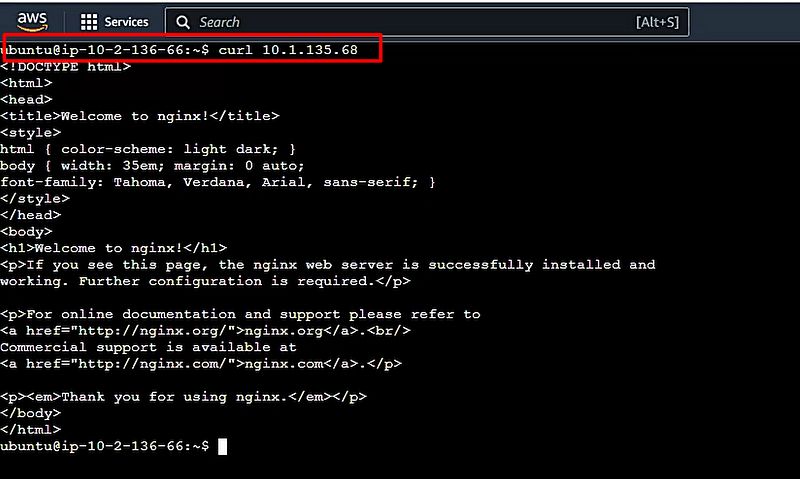 aws Services Search [Alt+S]
ubuntu@ip-10-2-136-66:~$ curl 10.1.135.68
<!DOCTYPE html>
<html>
<head>
<title>Welcome to nginx!</title>
<style>
html { color-scheme: light dark; }
body { width: 35em; margin: 0 auto;
font-family: Tahoma, Verdana, Arial, sans-serif; }
</style>
</head>
<body>
<h1>Welcome to nginx!</h1>
<p>If you see this page, the nginx web server is successfully installed and
working. Further configuration is required.</p>

<p>For online documentation and support please refer to
<a href="http://nginx.org/">nginx.org</a>.<br/>
Commercial support is available at
<a href="http://nginx.com/">nginx.com</a>.</p>

<p><em>Thank you for using nginx.</em></p>
</body>
</html>
ubuntu@ip-10-2-136-66:~$